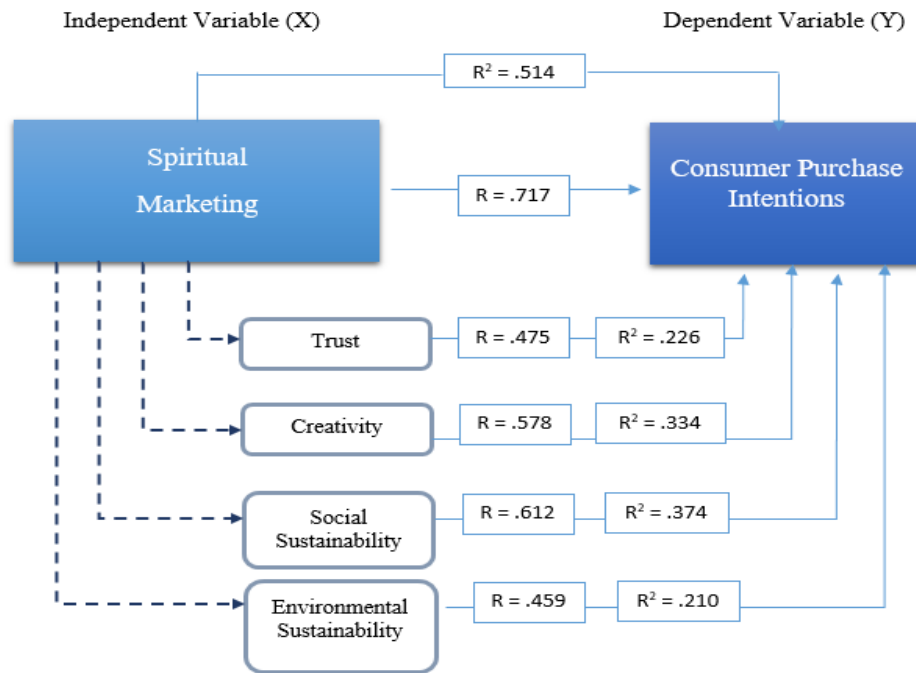 Independent Variable (X)
Dependent Variable (Y)
R² = .514
Spiritual
Marketing
R = .717
Consumer Purchase
Intentions
Trust
R = .475
R² = .226
Creativity
R = .578
R² = .334
Social
Sustainability
R = .612
R² = .374
Environmental
Sustainability
R = .459
R² = .210